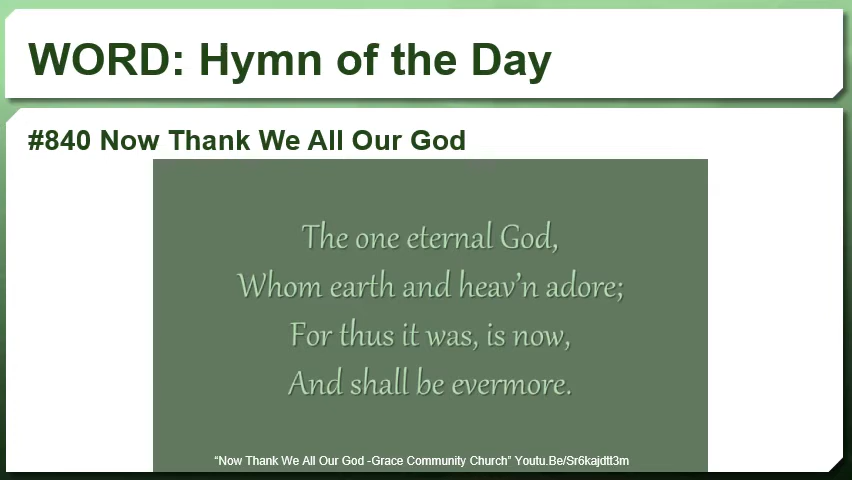 WORD: Hymn of the Day
#840 Now Thank We All Our God
The one eternal God,
Whom earth and heav’n adore;
For thus it was, is now,
And shall be evermore.
“Now Thank We All Our God -Grace Community Church” Youtu.Be/Sr6kajdtt3m